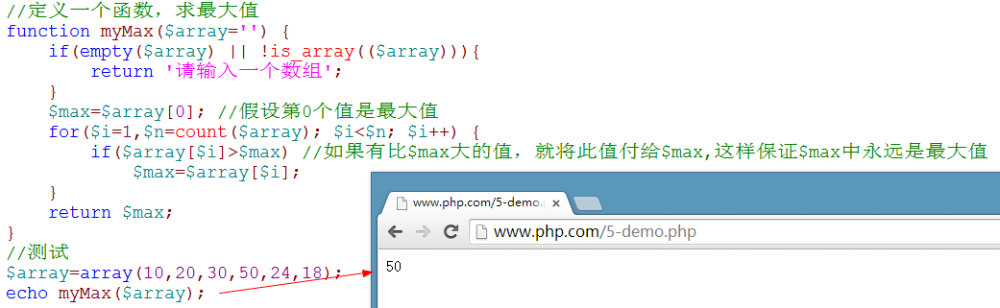 //定义一个函数，求最大值
function myMax($array='') {
    if(empty($array) || !is_array(($array))){
        return '请输入一个数组';
    }
    $max=$array[0]; //假设第0个值是最大值
    for($i=1,$n=count($array); $i<$n; $i++) {
        if($array[$i]>$max) //如果有比$max大的值，就将此值付给$max,这样保证$max中永远是最大值
            $max=$array[$i];
    }
    return $max;
}
//测试
$array=array(10,20,30,50,24,18);
echo myMax($array);
www.php.com/5-demo.p
www.php.com/5-demo.php
50